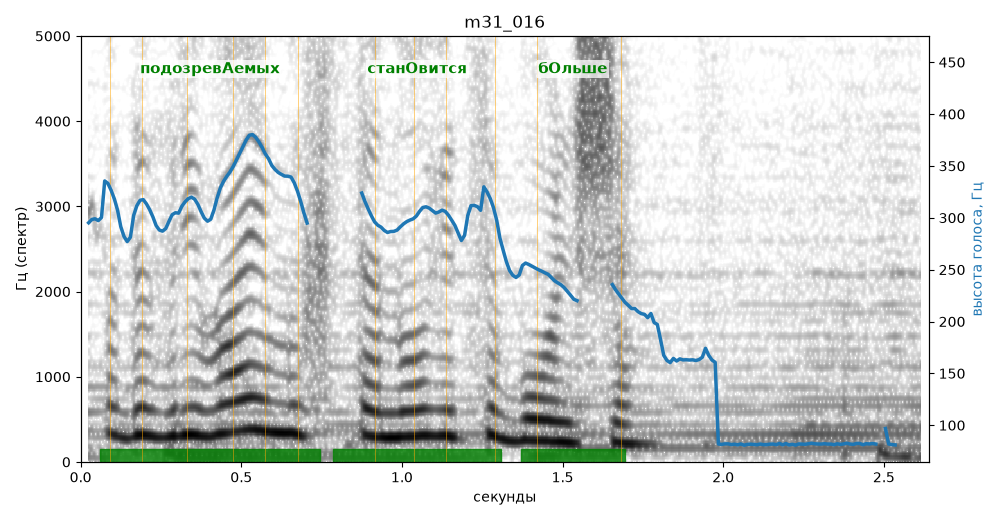 m31_016
подозревАемых становИтся бОльше
5000
4000
3000
2000
1000
0
Гц (спектр)
450
400
350
300
250
200
150
100
высота голоса, Гц
0.0 0.5 1.0 1.5 2.0 2.5
секунды